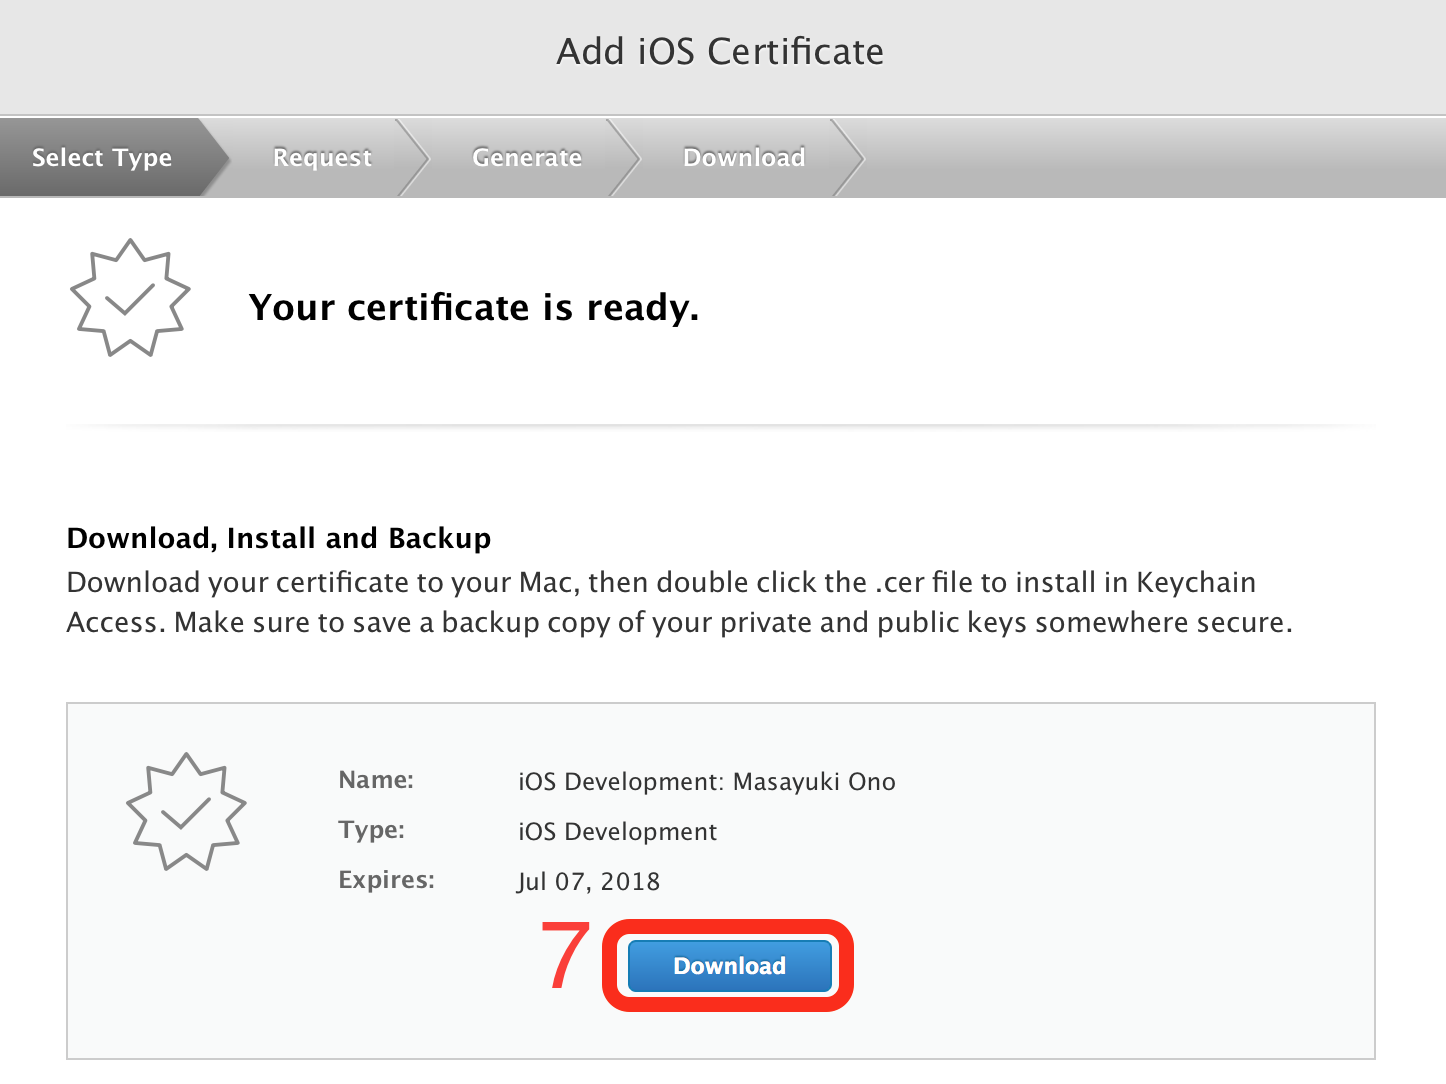 Add iOS Certificate
Select Type
Request
Generate
Download
Your certificate is ready.
Download, Install and Backup
Download your certificate to your Mac, then double click the .cer file to install in Keychain
Access. Make sure to save a backup copy of your private and public keys somewhere secure.
Name: iOS Development: Masayuki Ono
Type: iOS Development
Expires: Jul 07, 2018
7 Download